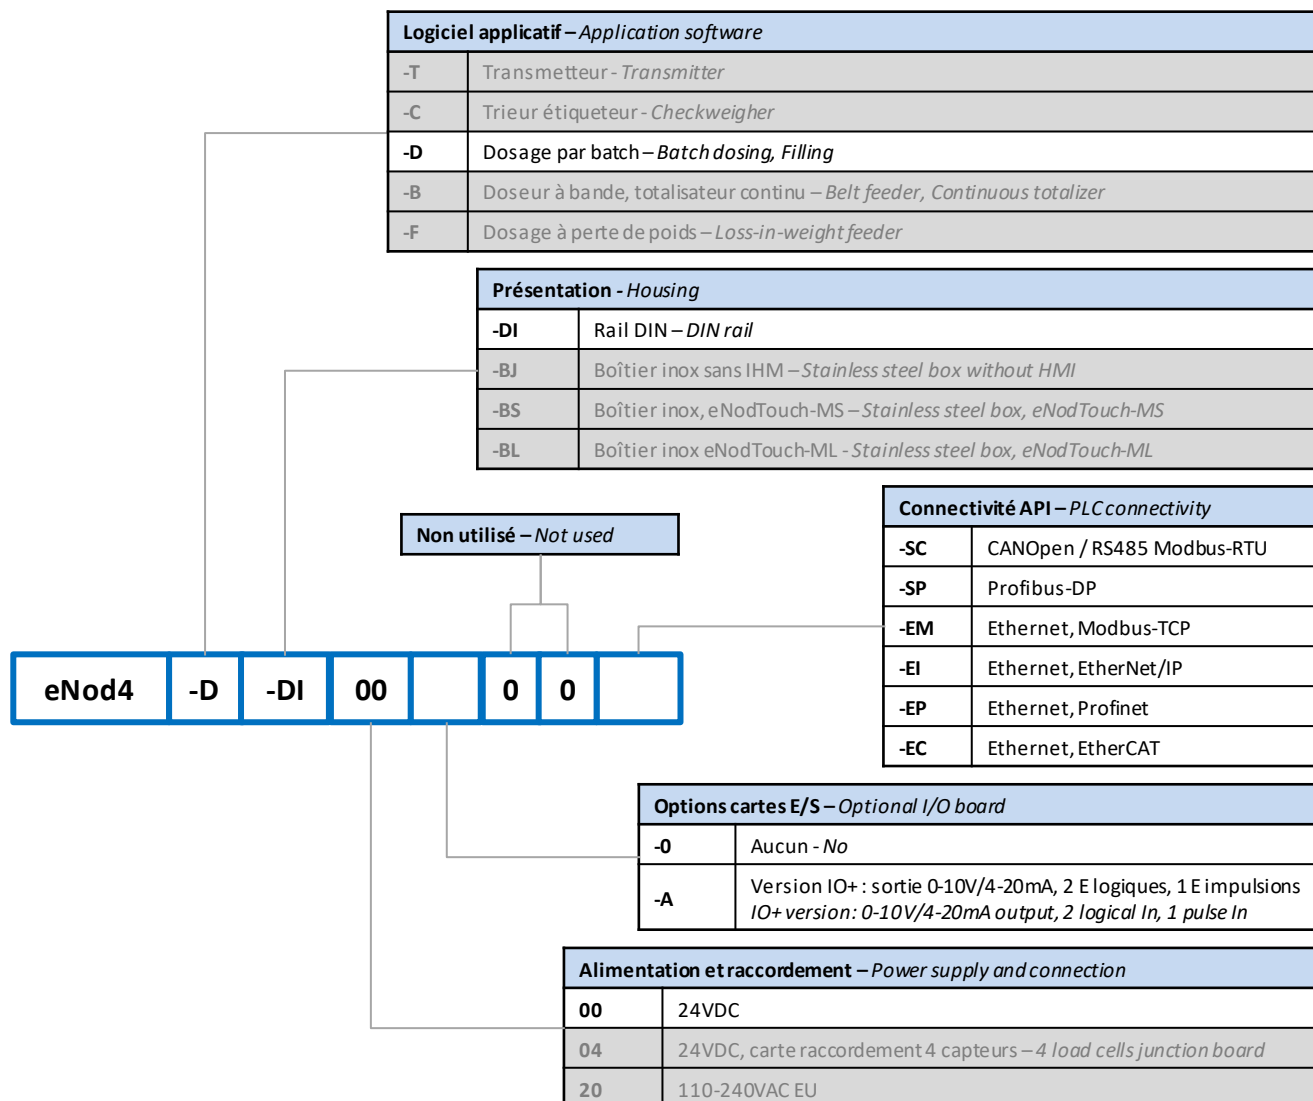 Logiciel applicatif – Application software
-T Transmetteur - Transmitter
-C Trieur étiqueteur - Checkweigher
-D Dosage par batch – Batch dosing, Filling
-B Doseur à bande, totalisateur continu – Belt feeder, Continuous totalizer
-F Dosage à perte de poids – Loss-in-weight feeder
Présentation - Housing
-DI Rail DIN – DIN rail
-BJ Boîtier inox sans IHM – Stainless steel box without HMI
-BS Boîtier inox, eNodTouch-MS – Stainless steel box, eNodTouch-MS
-BL Boîtier inox eNodTouch-ML - Stainless steel box, eNodTouch-ML
Connectivité API – PLC connectivity
-SC CANOpen / RS485 Modbus-RTU
-SP Profibus-DP
-EM Ethernet, Modbus-TCP
-EI Ethernet, EtherNet/IP
-EP Ethernet, Profinet
-EC Ethernet, EtherCAT
Non utilisé – Not used
eNod4 -D -DI 00 0 0
Options cartes E/S – Optional I/O board
-0 Aucun - No
-A Version IO+ : sortie 0-10V/4-20mA, 2 E logiques, 1 E impulsions
IO+ version: 0-10V/4-20mA output, 2 logical In, 1 pulse In
Alimentation et raccordement – Power supply and connection
00 24VDC
04 24VDC, carte raccordement 4 capteurs – 4 load cells junction board
20 110-240VAC EU